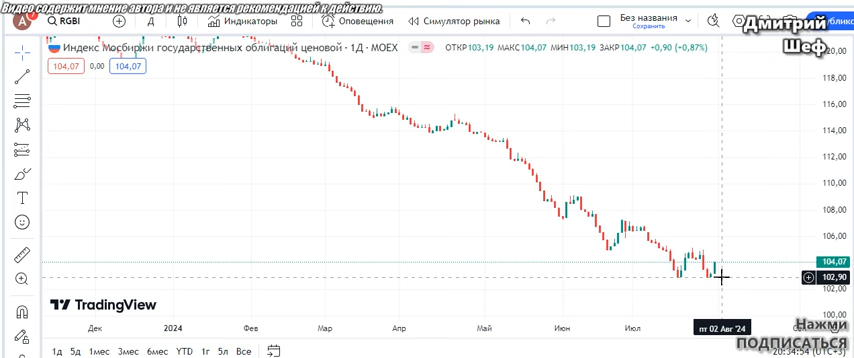 Видео содержит мнение автора и не является рекомендацией к действию.
RGBI
Д
Индикаторы
Оповещения
Симулятор рынка
Без названия
Сохранить
Дмитрий
Шеф
Индекс Мосбиржи государственных облигаций ценовой · 1Д · MOEX
ОТКР103,19 МАКС104,07 МИН103,19 ЗАКР104,07 +0,90 (+0,87%)
104,07 0,00 104,07
120,00
118,00
116,00
114,00
112,00
110,00
108,00
106,00
104,07
102,90
102,00
100,00
TradingView
Дек 2024 Фев Мар Апр Май Июн Июл
пт 02 Авг '24
1д 5д 1мес 3мес 6мес YTD 1г 5л Все
20:34:54 (UTC+3)
Нажми
ПОДПИСАТЬСЯ